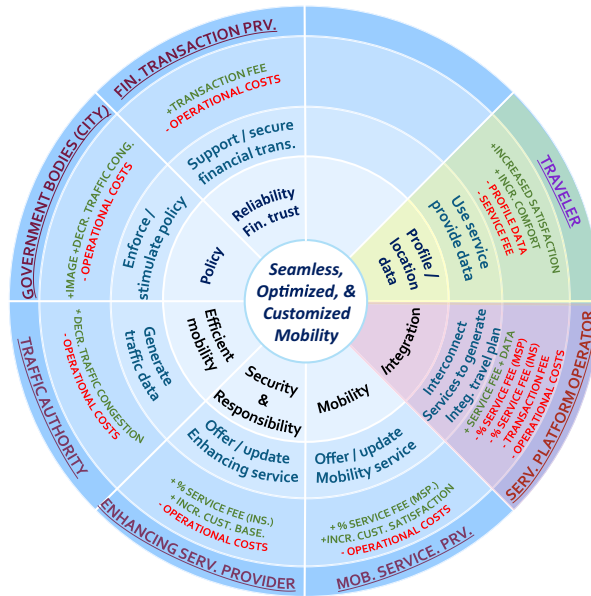 Seamless,
Optimized, &
Customized
Mobility
FIN. TRANSACTION PRV.
+TRANSACTION FEE
- OPERATIONAL COSTS
Support / secure
financial trans.
Reliability
Fin. trust
TRAVELER
+INCREASED SATISFACTION
+ INCR. COMFORT
- PROFILE DATA
- SERVICE FEE
Use service
provide data
Profile /
location
data
SERV. PLATFORM OPERATOR
+ SERVICE FEE + DATA
- % SERVICE FEE (MSP)
- % SERVICE FEE (INS)
- TRANSACTION FEE
- OPERATIONAL COSTS
Interconnect
Services to generate
Integ. travel plan
Integration
MOB. SERVICE. PRV.
+ % SERVICE FEE (MSP.)
+INCR. CUST. SATISFACTION
- OPERATIONAL COSTS
Offer / update
Mobility service
Mobility
ENHANCING SERV. PROVIDER
+ % SERVICE FEE (INS.)
+ INCR. CUST. BASE.
- OPERATIONAL COSTS
Offer / update
Enhancing service
Security
&
Responsibility
TRAFFIC AUTHORITY
+ DECR. TRAFFIC CONGESTION
- OPERATIONAL COSTS
Generate
traffic data
Efficient
mobility
GOVERNMENT BODIES (CITY)
+IMAGE +DECR. TRAFFIC CONG.
- OPERATIONAL COSTS
Enforce /
stimulate policy
Policy